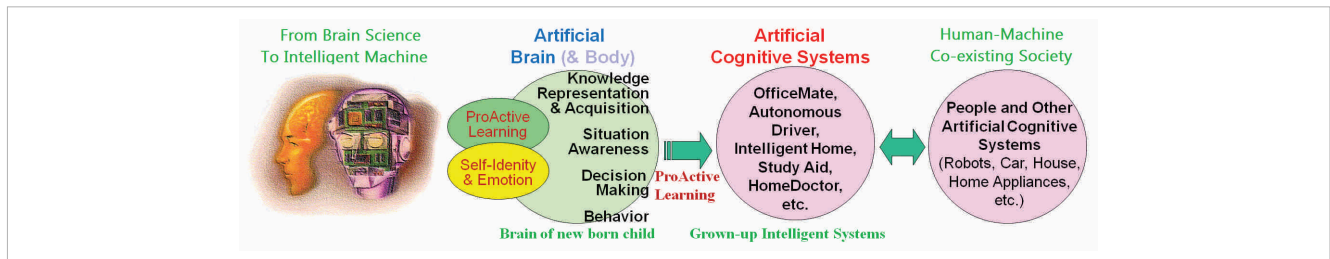 From Brain Science
To Intelligent Machine
Artificial
Brain (& Body)
Knowledge
Representation
& Acquisition
Situation
Awareness
Decision
Making
Behavior
ProActive
Learning
Self-Idenity
& Emotion
Brain of new born child
ProActive
Learning
Artificial
Cognitive Systems
OfficeMate,
Autonomous
Driver,
Intelligent Home,
Study Aid,
HomeDoctor,
etc.
Grown-up Intelligent Systems
Human-Machine
Co-existing Society
People and Other
Artificial Cognitive
Systems
(Robots, Car, House,
Home Appliances,
etc.)